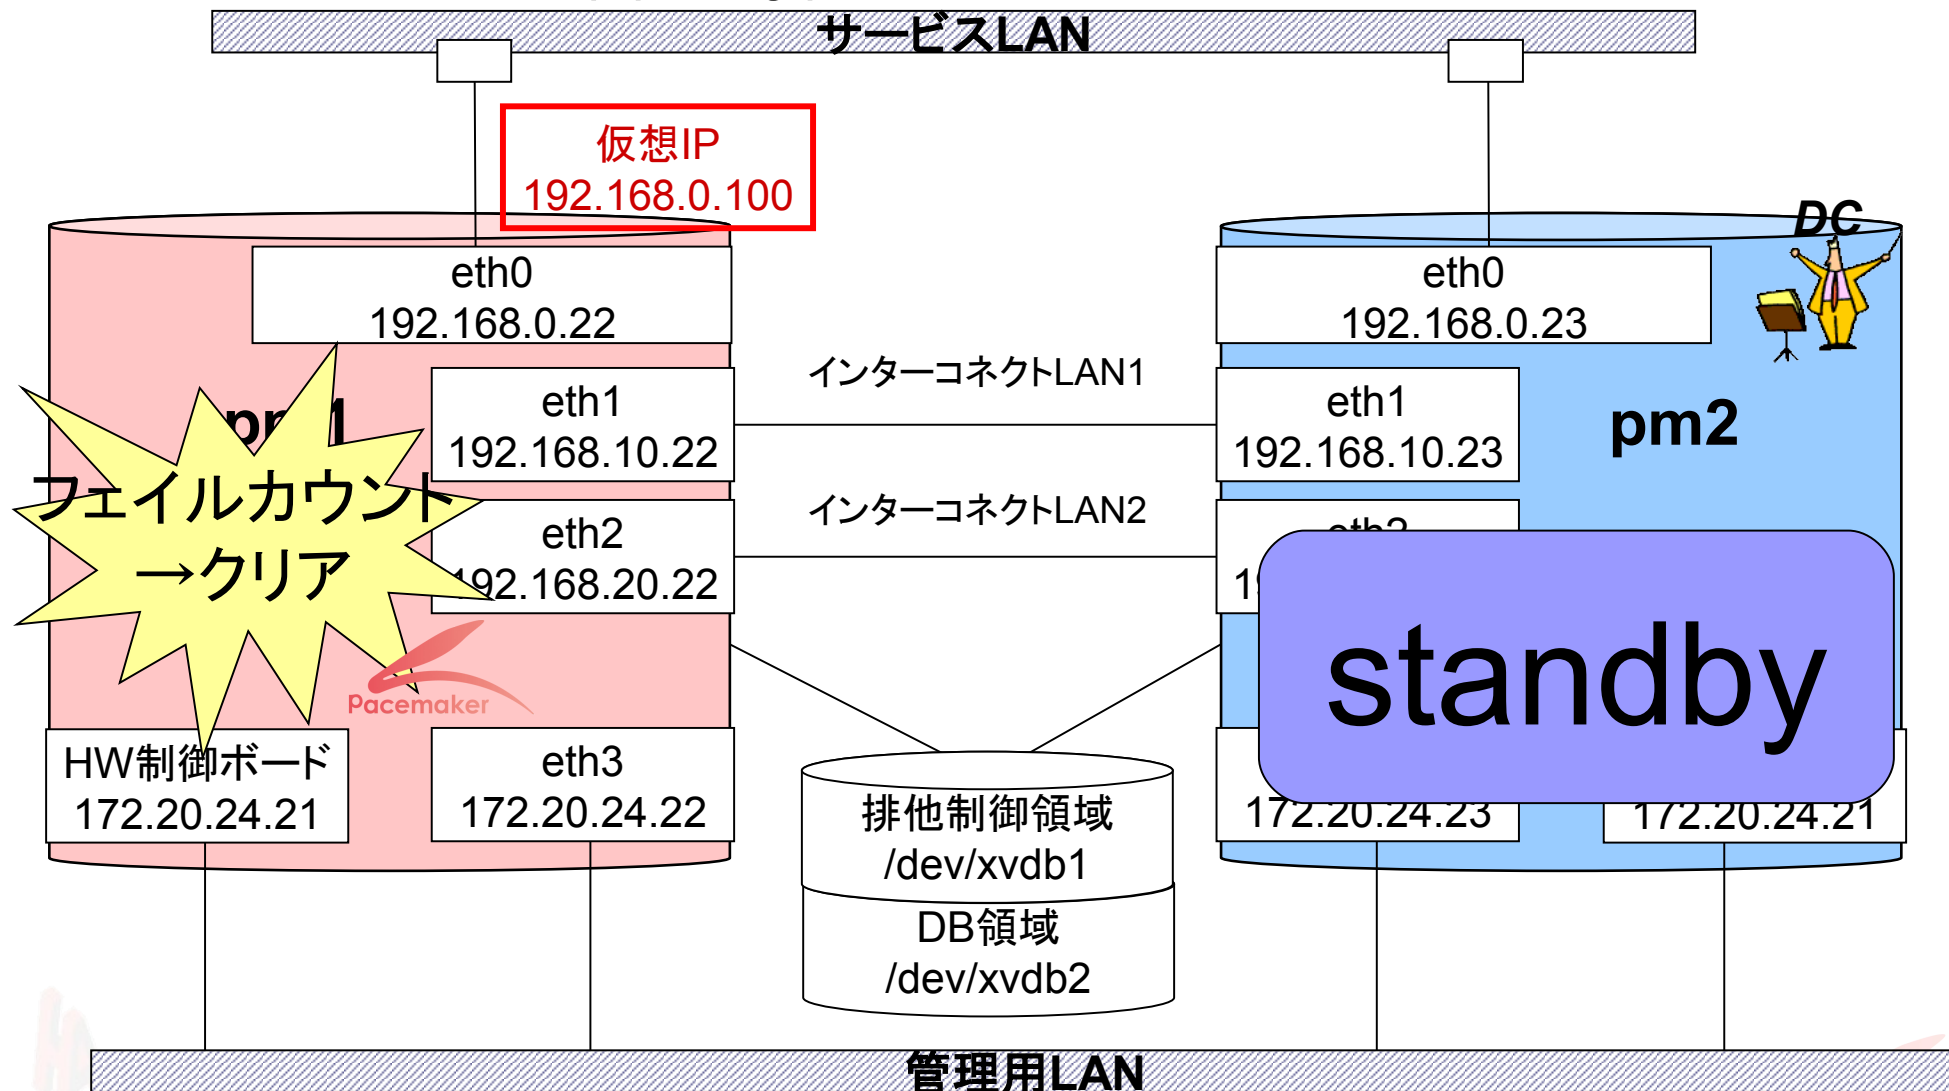 サービスLAN
仮想IP
192.168.0.100
DC
eth0
192.168.0.22
eth0
192.168.0.23
インターコネクトLAN1
eth1
192.168.10.22
eth1
192.168.10.23
pm2
フェイルカウント
→クリア
インターコネクトLAN2
eth2
192.168.20.22
eth2
standby
Pacemaker
HW制御ボード
172.20.24.21
eth3
172.20.24.22
172.20.24.23
172.20.24.21
排他制御領域
/dev/xvdb1
DB領域
/dev/xvdb2
管理用LAN